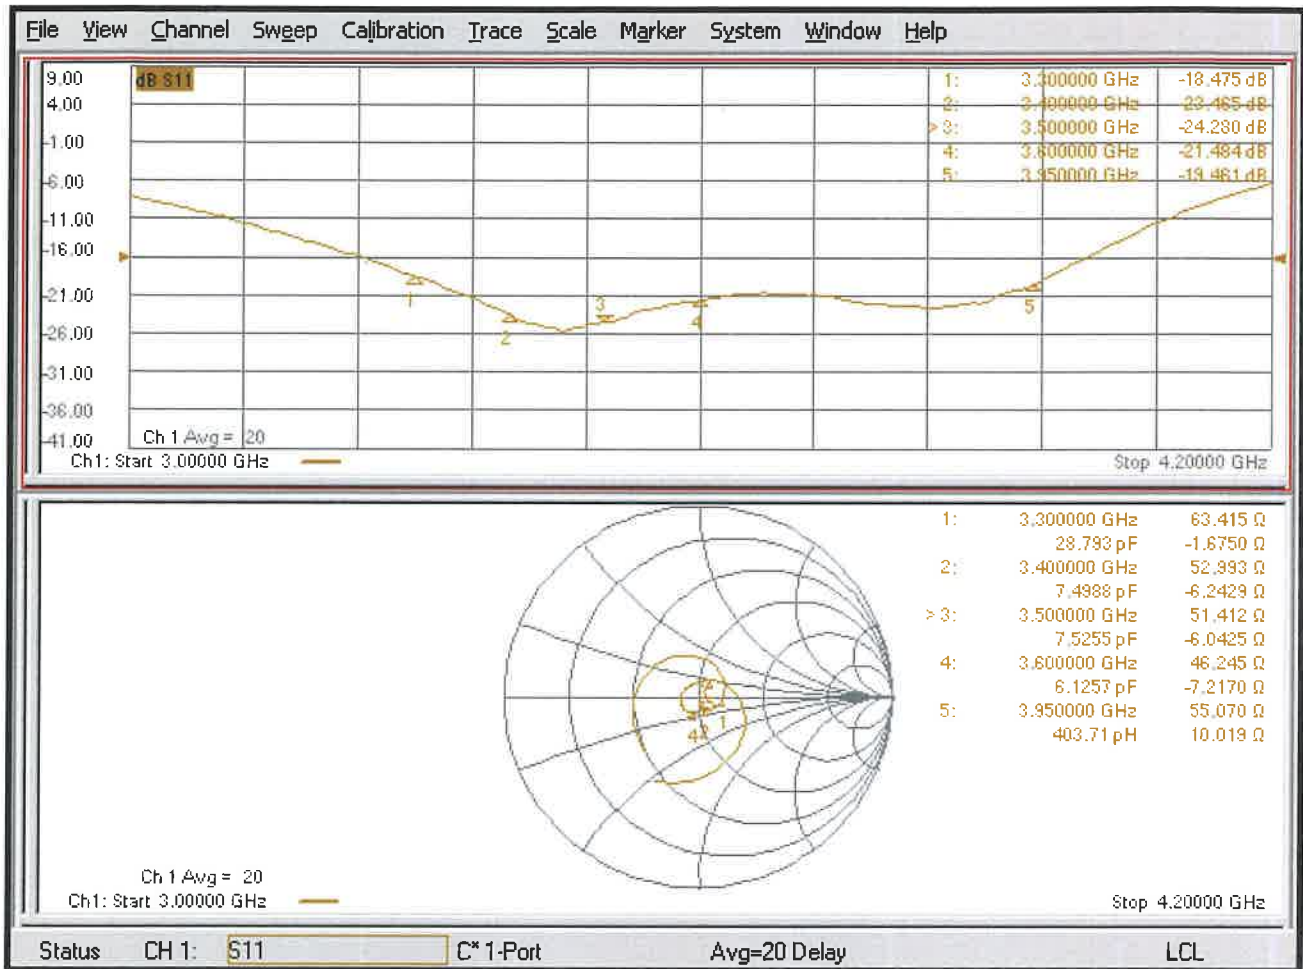 File View Channel Sweep Calibration Trace Scale Marker System Window Help
9.00
4.00
-1.00
-6.00
-11.00
-16.00
-21.00
-26.00
-31.00
-36.00
-41.00
dB S11
1: 3.300000 GHz -18.475 dB
2: 3.400000 GHz -23.465 dB
> 3: 3.500000 GHz -24.280 dB
4: 3.600000 GHz -21.484 dB
5: 3.950000 GHz -19.461 dB
1
2
3
4
5
Ch 1 Avg = 20
Ch1: Start 3.00000 GHz
Stop 4.20000 GHz
1: 3.300000 GHz 63.415 Ω
28.793 pF -1.6750 Ω
2: 3.400000 GHz 52.993 Ω
7.4988 pF -6.2429 Ω
> 3: 3.500000 GHz 51.412 Ω
7.5255 pF -6.0425 Ω
4: 3.600000 GHz 46.245 Ω
6.1257 pF -7.2170 Ω
5: 3.950000 GHz 55.070 Ω
403.71 pH 10.019 Ω
1
4
2
Ch 1 Avg = 20
Ch1: Start 3.00000 GHz
Stop 4.20000 GHz
Status CH 1: S11 C* 1-Port Avg=20 Delay LCL